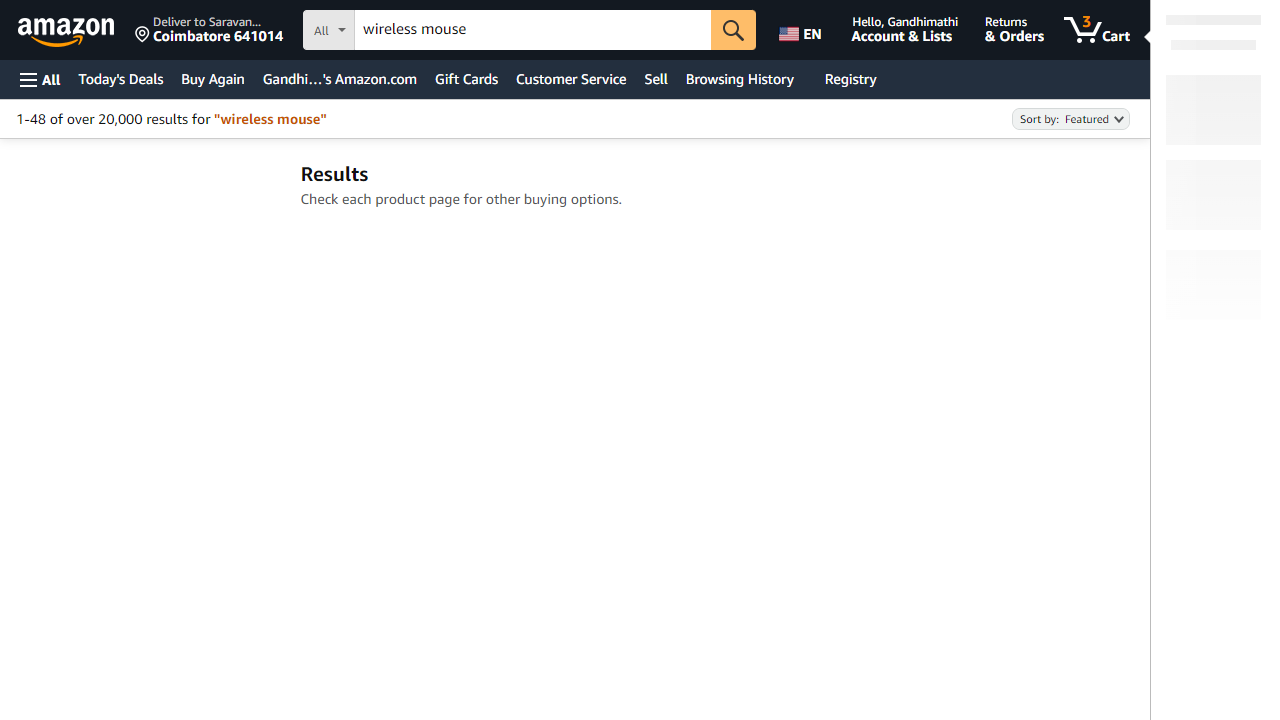 amazon
Deliver to Saravan...
Coimbatore 641014
All
wireless mouse
EN
Hello, Gandhimathi
Account & Lists
Returns
& Orders
3
Cart
All
Today's Deals
Buy Again
Gandhi...'s Amazon.com
Gift Cards
Customer Service
Sell
Browsing History
Registry
1-48 of over 20,000 results for "wireless mouse"
Sort by: Featured
Results
Check each product page for other buying options.